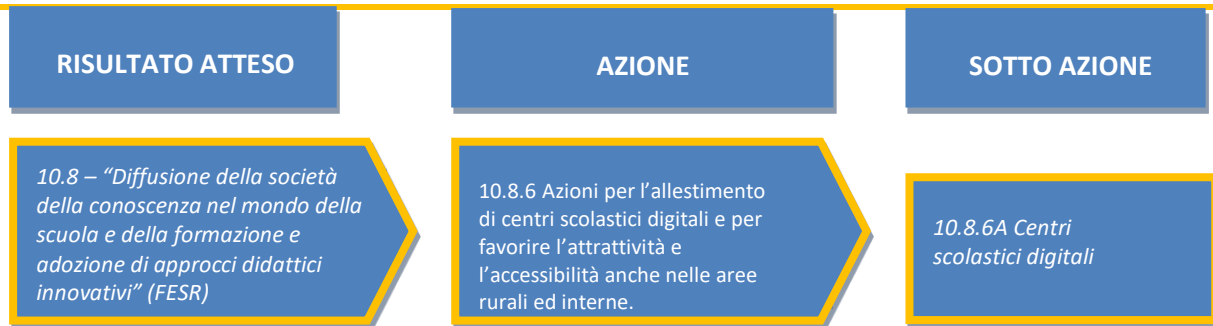 RISULTATO ATTESO
AZIONE
SOTTO AZIONE
10.8 – “Diffusione della società
della conoscenza nel mondo della
scuola e della formazione e
adozione di approcci didattici
innovativi” (FESR)
10.8.6 Azioni per l’allestimento
di centri scolastici digitali e per
favorire l’attrattività e
l’accessibilità anche nelle aree
rurali ed interne.
10.8.6A Centri
scolastici digitali